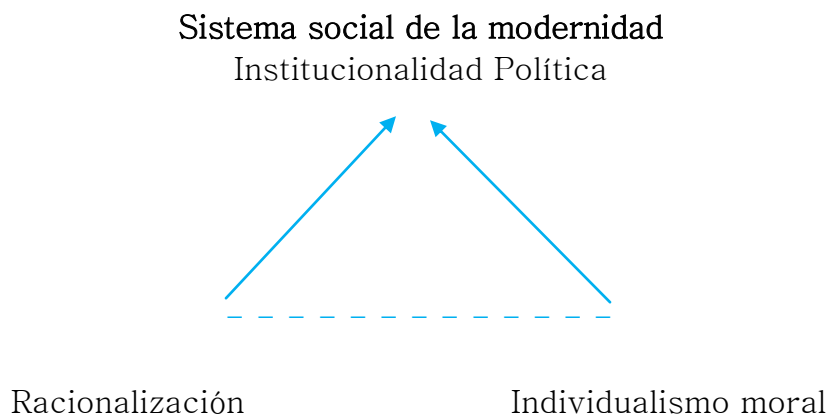 Sistema social de la modernidad
Institucionalidad Política
Racionalización
Individualismo moral